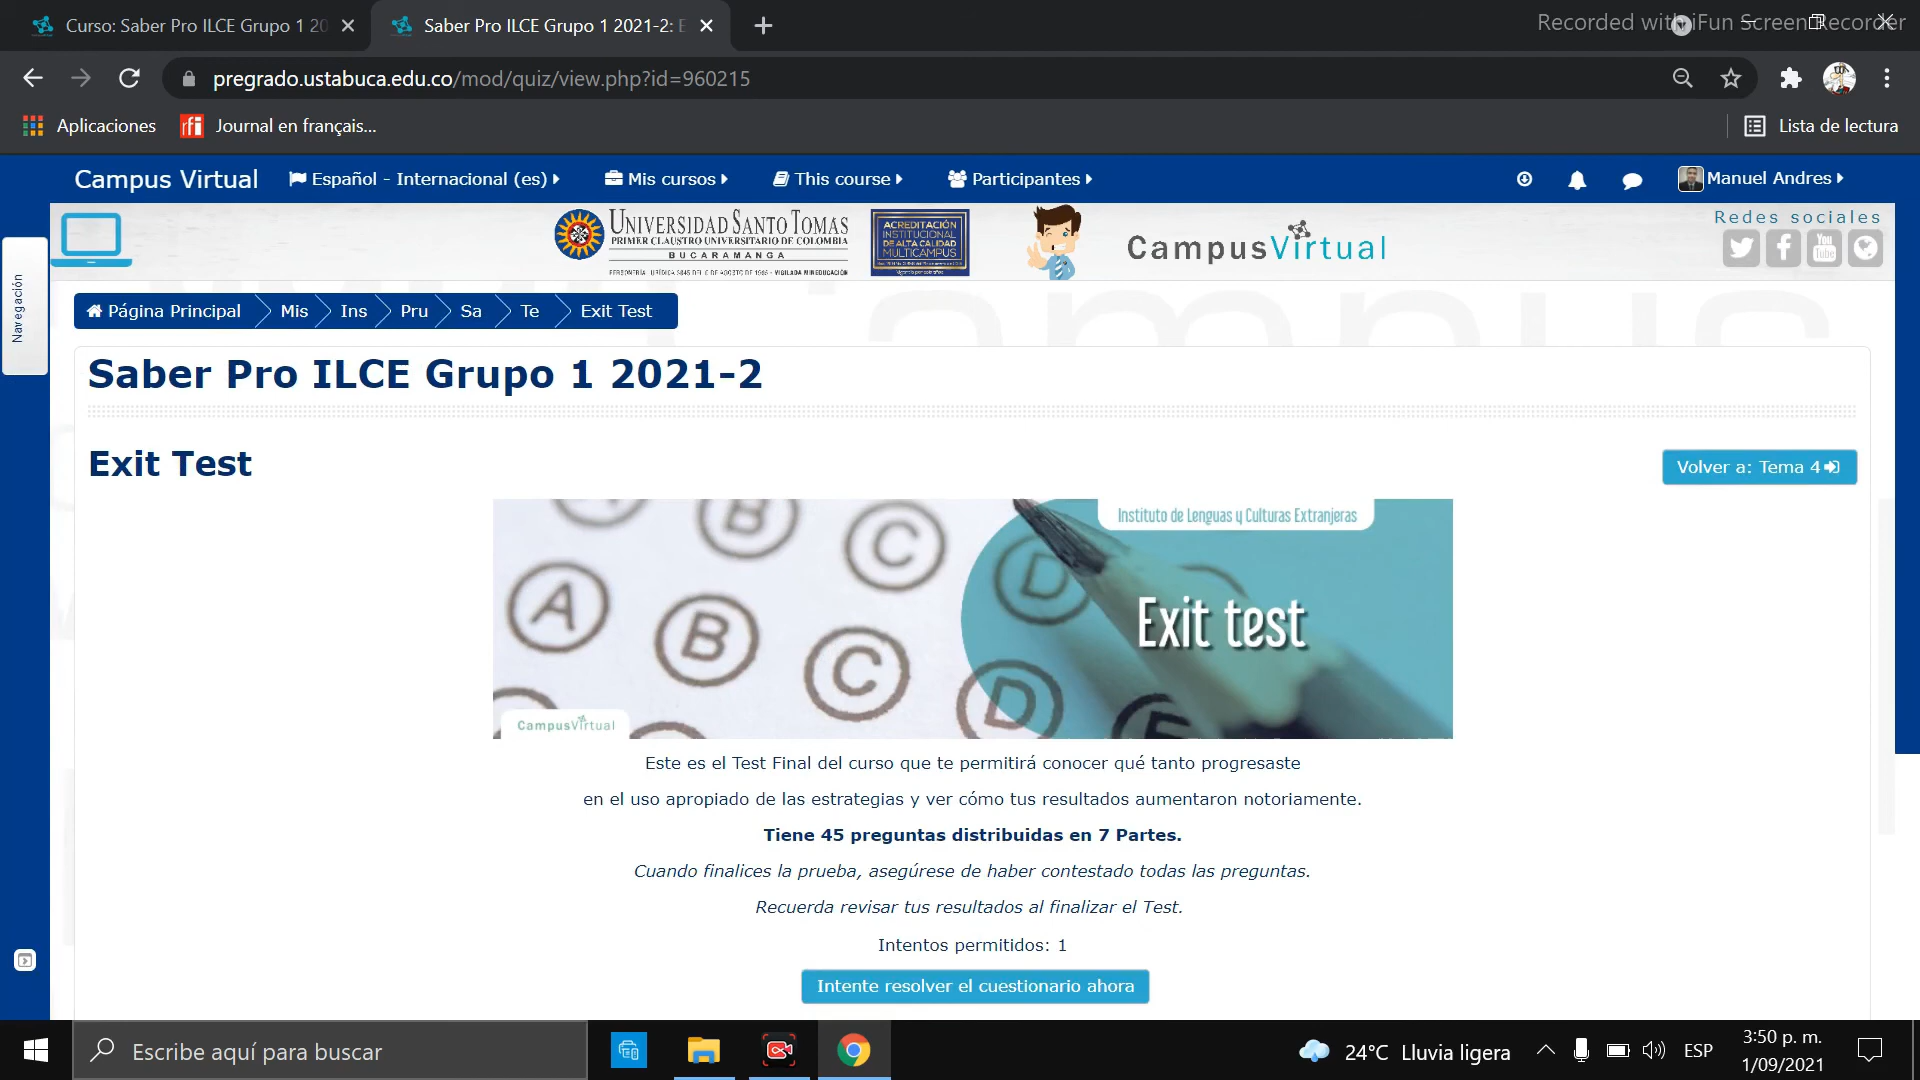 Curso: Saber Pro ILCE Grupo 1 20
Saber Pro ILCE Grupo 1 2021-2: E
Recorded with iFun Screen Recorder
pregrado.ustabuca.edu.co/mod/quiz/view.php?id=960215
Aplicaciones
rfi Journal en français...
Lista de lectura
Campus Virtual
Español - Internacional (es)
Mis cursos
This course
Participantes
Manuel Andres
UNIVERSIDAD SANTO TOMAS
PRIMER CLAUSTRO UNIVERSITARIO DE COLOMBIA
BUCARAMANGA
ACREDITACIÓN
INSTITUCIONAL
DE ALTA CALIDAD
MULTICAMPUS
CampusVirtual
Redes sociales
You
Tube
Navegación
Página Principal
Mis
Ins
Pru
Sa
Te
Exit Test
Saber Pro ILCE Grupo 1 2021-2
Exit Test
Volver a: Tema 4
Instituto de Lenguas y Culturas Extranjeras
B
C
D
A
B
C
D
E
Exit test
CampusVirtual
Este es el Test Final del curso que te permitirá conocer qué tanto progresaste
en el uso apropiado de las estrategias y ver cómo tus resultados aumentaron notoriamente.
Tiene 45 preguntas distribuidas en 7 Partes.
Cuando finalices la prueba, asegúrese de haber contestado todas las preguntas.
Recuerda revisar tus resultados al finalizar el Test.
Intentos permitidos: 1
Intente resolver el cuestionario ahora
Escribe aquí para buscar
24°C Lluvia ligera
ESP
3:50 p. m.
1/09/2021